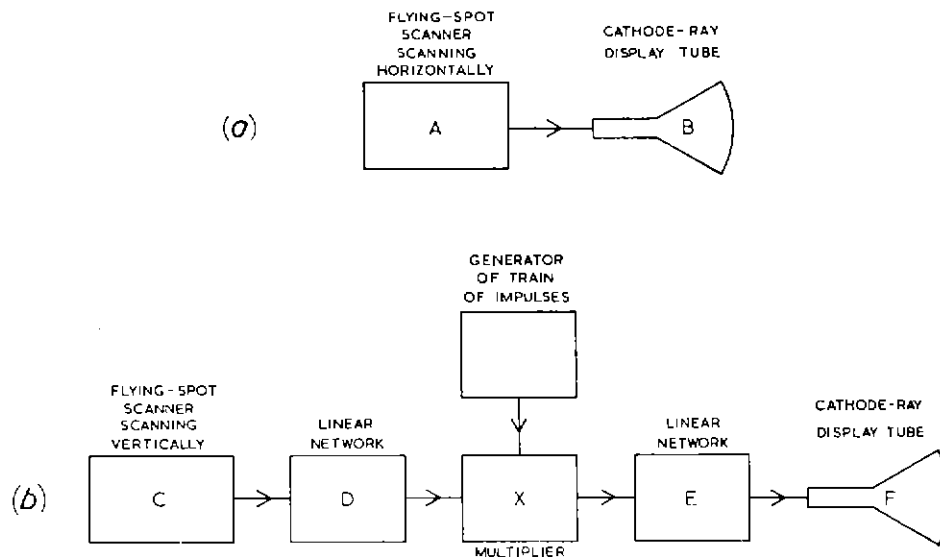 FLYING-SPOT
SCANNER
SCANNING
HORIZONTALLY
CATHODE-RAY
DISPLAY TUBE
(a)
A
B
GENERATOR
OF TRAIN
OF IMPULSES
FLYING-SPOT
SCANNER
SCANNING
VERTICALLY
LINEAR
NETWORK
LINEAR
NETWORK
CATHODE-RAY
DISPLAY TUBE
(b)
C
D
X
E
F
MULTIPLIER